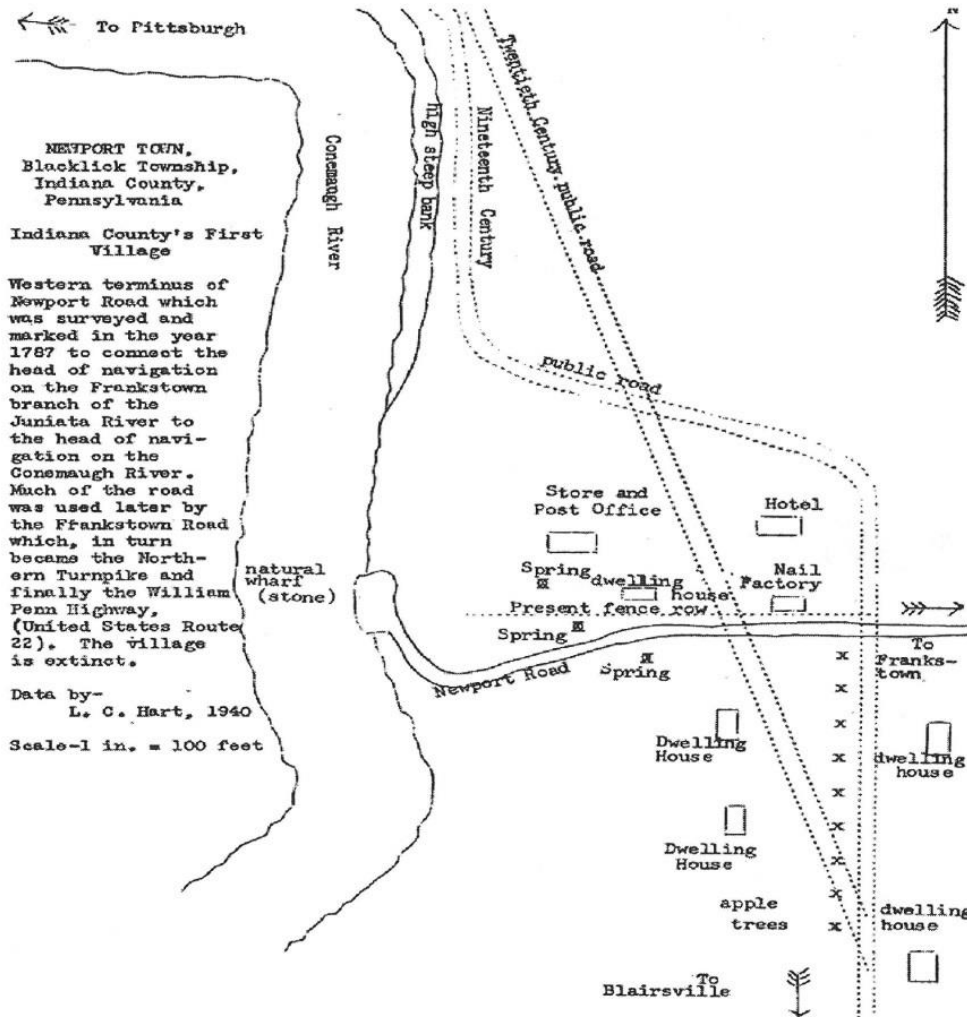 To Pittsburgh
N
NEWPORT TOWN,
Blacklick Township,
Indiana County,
Pennsylvania
Indiana County's First
Village
Western terminus of
Newport Road which
was surveyed and
marked in the year
1787 to connect the
head of navigation
on the Frankstown
branch of the
Juniata River to
the head of navi-
gation on the
Conemaugh River.
Much of the road
was used later by
the Frankstown Road
which, in turn
became the North-
ern Turnpike and
finally the William
Penn Highway,
(United States Route
22). The village
is extinct.
Data by-
L. C. Hart, 1940
Scale-1 in. = 100 feet
Conemaugh River
high steep bank
Nineteenth Century
public road
Twentieth Century public road
natural
wharf
(stone)
Store and
Post Office
Hotel
Spring
dwelling
house
Nail
Factory
Present fence row
Spring
Spring
Newport Road
To
Franks-
town
Dwelling
House
dwelling
house
Dwelling
House
apple
trees
dwelling
house
To
Blairsville